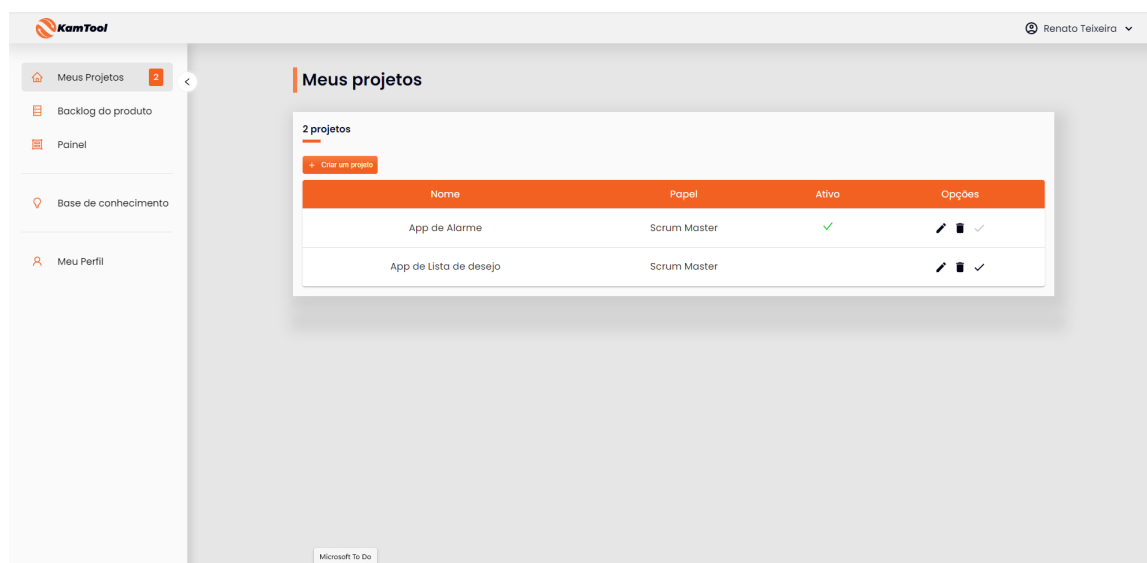 KamTool
Renato Teixeira
Meus Projetos 2
Backlog do produto
Painel
Base de conhecimento
Meu Perfil
Meus projetos
2 projetos
+ Criar um projeto
Nome Papel Ativo Opções
App de Alarme Scrum Master
App de Lista de desejo Scrum Master
Microsoft To Do